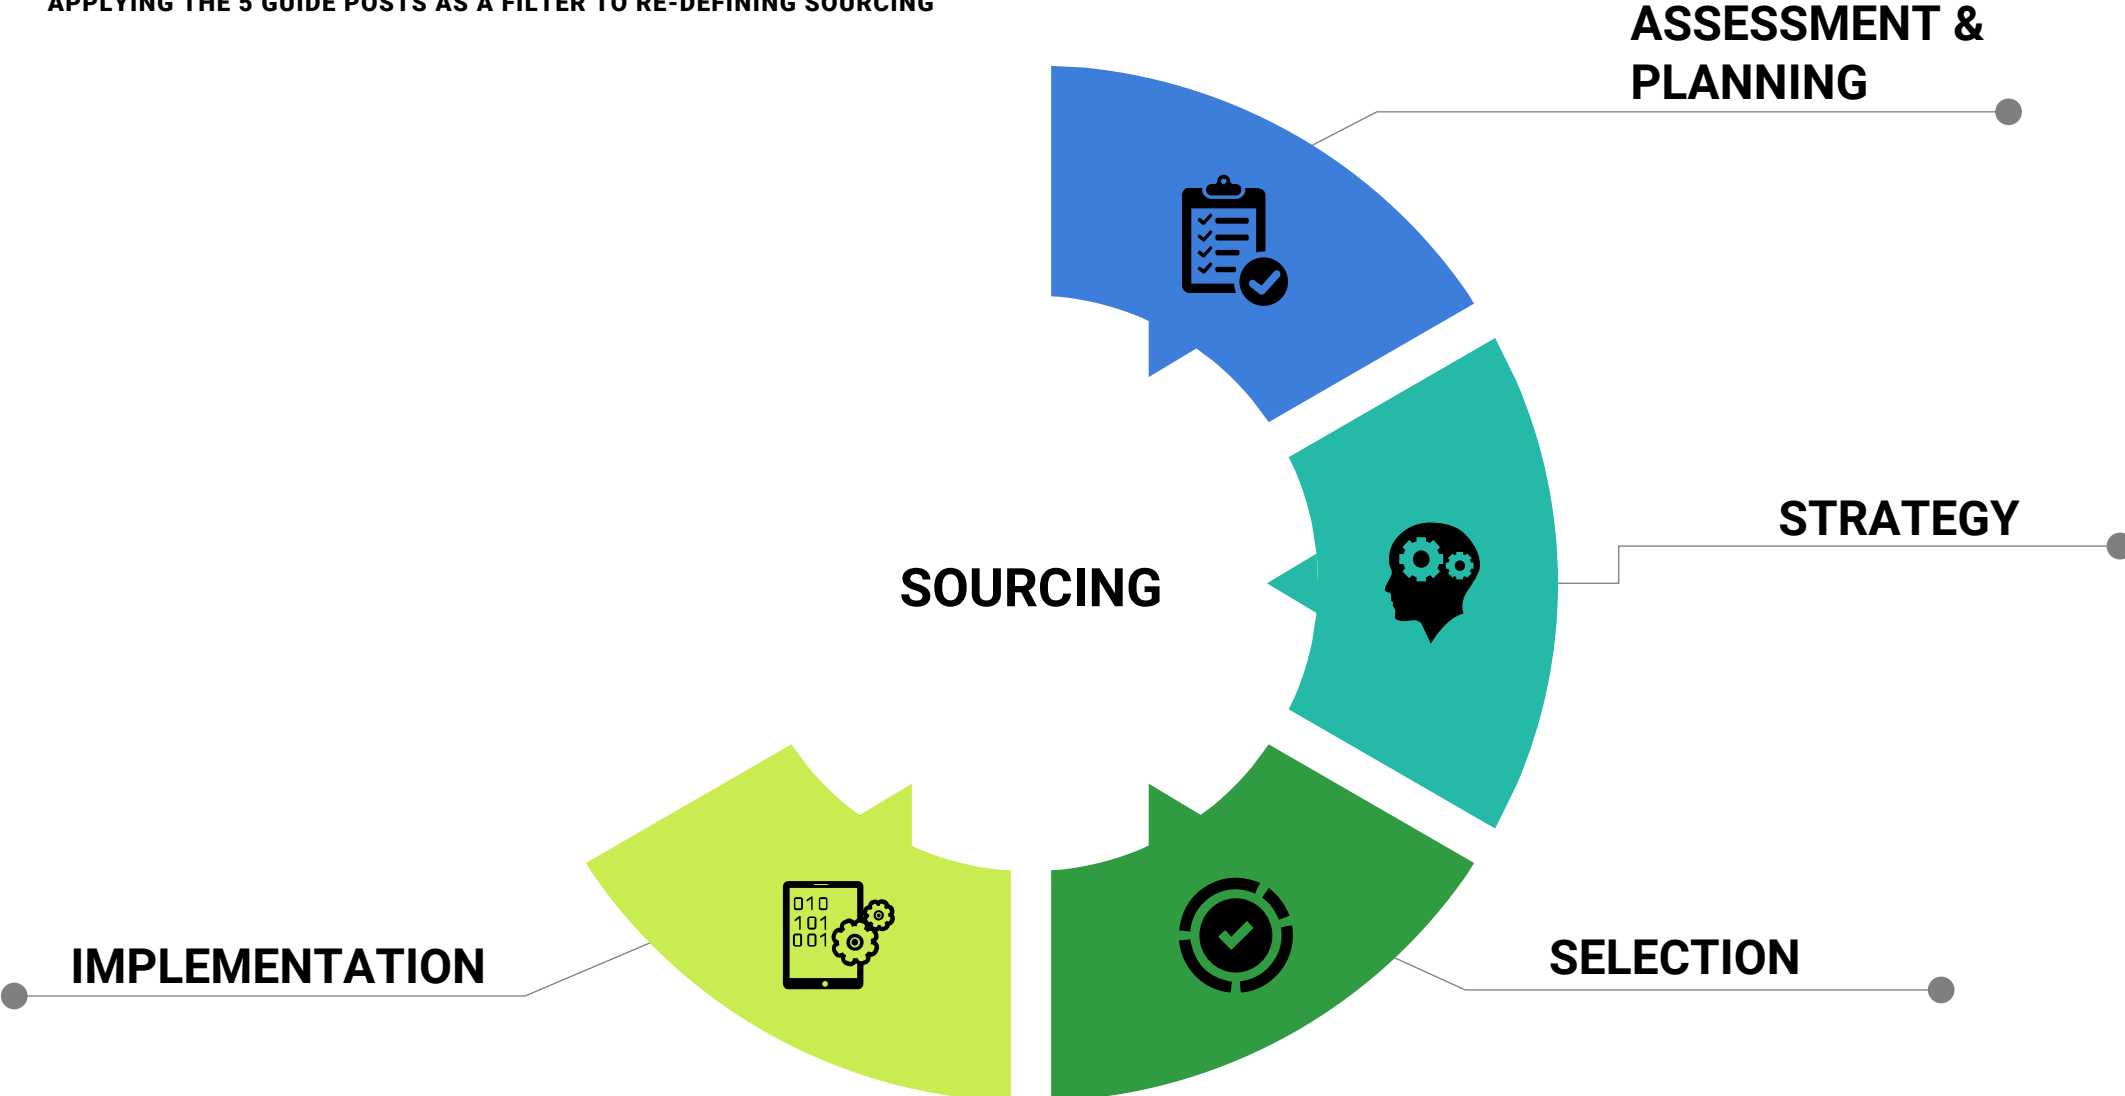 APPLYING THE 5 GUIDE POSTS AS A FILTER TO RE-DEFINING SOURCING
ASSESSMENT &
PLANNING
STRATEGY
SOURCING
SELECTION
IMPLEMENTATION
010
101
001